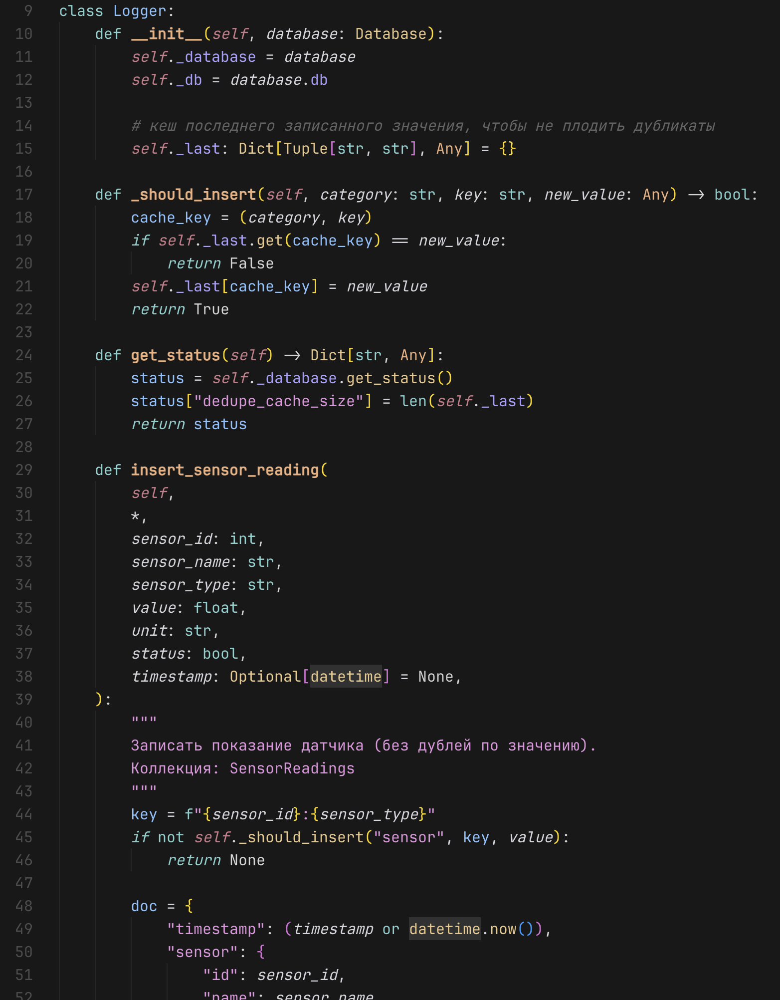 9 class Logger:
10 def __init__(self, database: Database):
11 self._database = database
12 self._db = database.db
13
14 # кеш последнего записанного значения, чтобы не плодить дубликаты
15 self._last: Dict[Tuple[str, str], Any] = {}
16
17 def _should_insert(self, category: str, key: str, new_value: Any) -> bool:
18 cache_key = (category, key)
19 if self._last.get(cache_key) == new_value:
20 return False
21 self._last[cache_key] = new_value
22 return True
23
24 def get_status(self) -> Dict[str, Any]:
25 status = self._database.get_status()
26 status["dedupe_cache_size"] = len(self._last)
27 return status
28
29 def insert_sensor_reading(
30 self,
31 *,
32 sensor_id: int,
33 sensor_name: str,
34 sensor_type: str,
35 value: float,
36 unit: str,
37 status: bool,
38 timestamp: Optional[datetime] = None,
39 ):
40 """
41 Записать показание датчика (без дублей по значению).
42 Коллекция: SensorReadings
43 """
44 key = f"{sensor_id}:{sensor_type}"
45 if not self._should_insert("sensor", key, value):
46 return None
47
48 doc = {
49 "timestamp": (timestamp or datetime.now()),
50 "sensor": {
51 "id": sensor_id,
52 "name": sensor_name